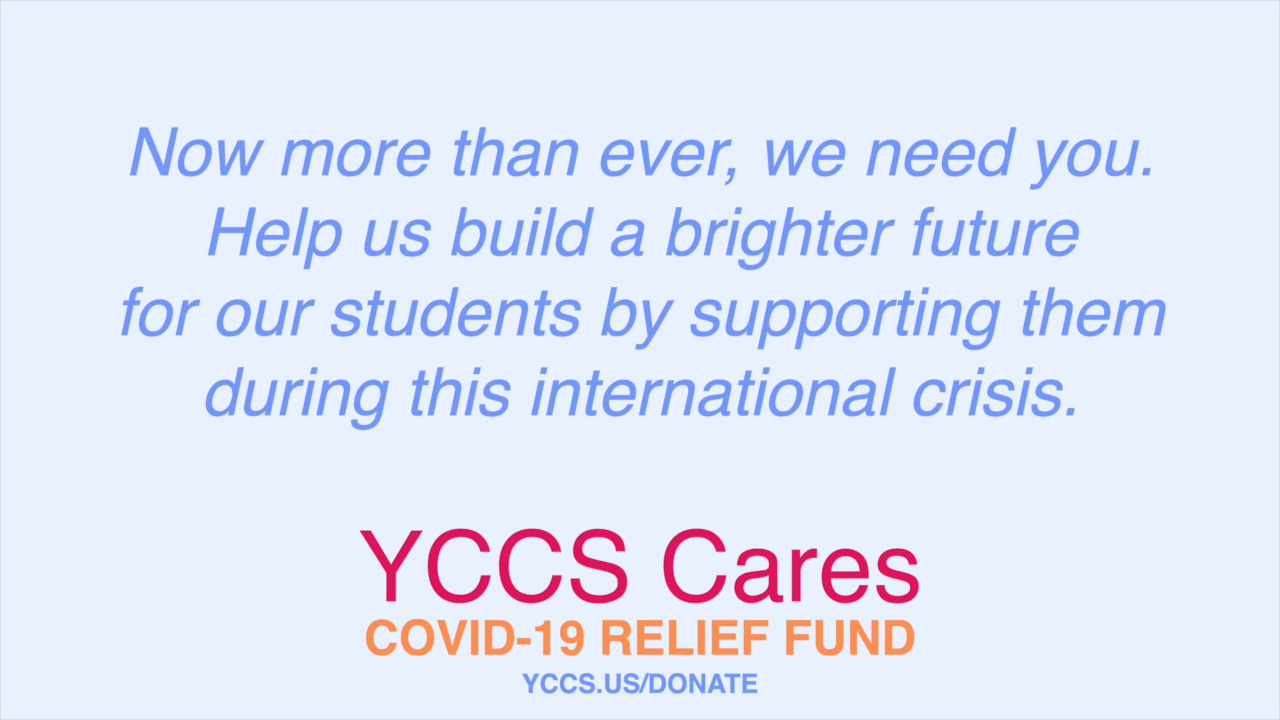 Now more than ever, we need you.
Help us build a brighter future
for our students by supporting them
during this international crisis.
YCCS Cares
COVID-19 RELIEF FUND
YCCS.US/DONATE